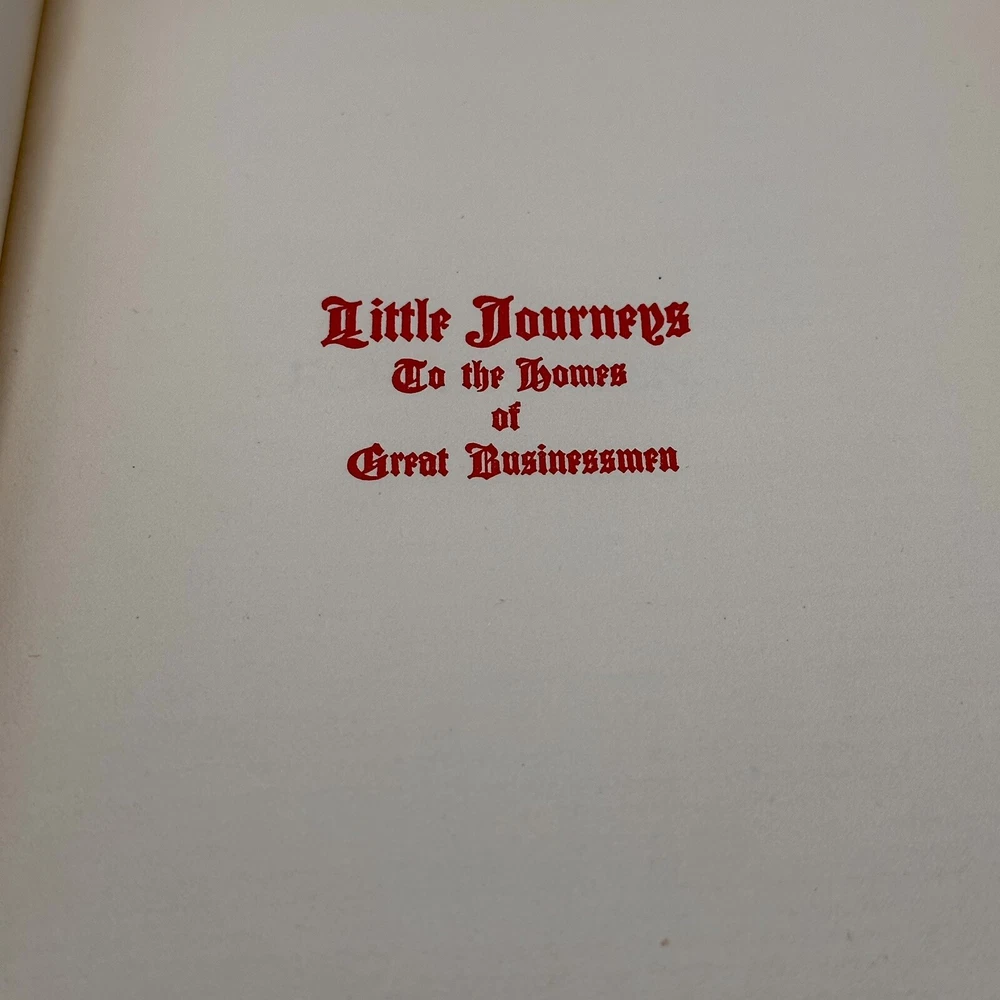 Little Journeys
To the Homes
of
Great Businessmen